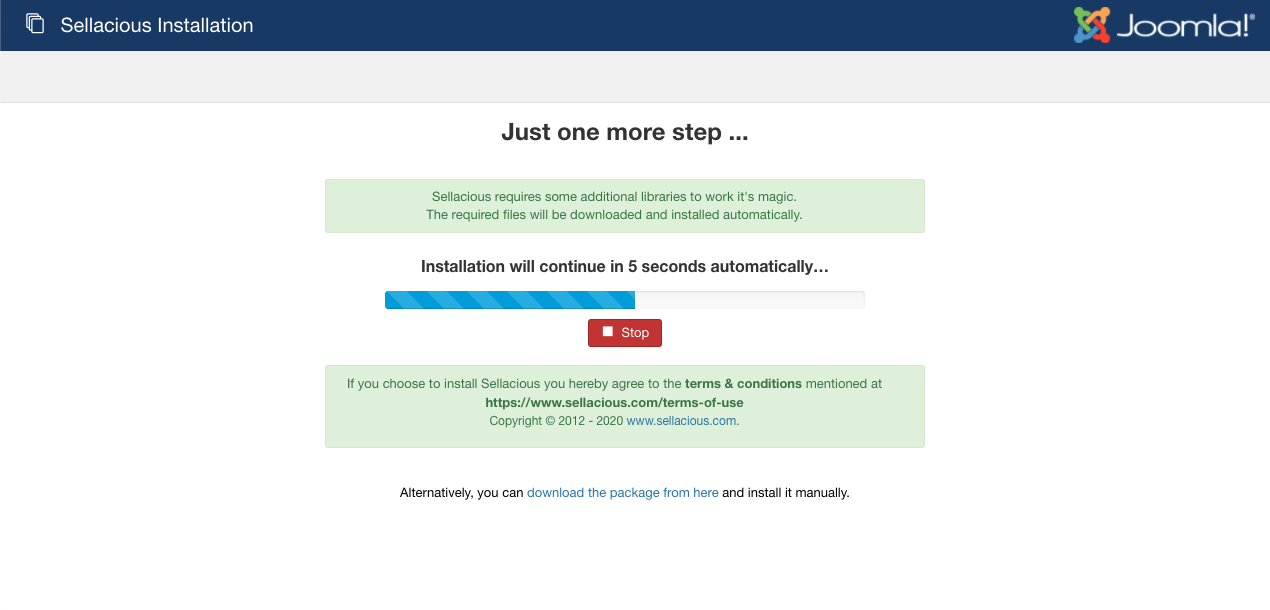 Sellacious Installation
Joomla!®
Just one more step ...
Sellacious requires some additional libraries to work it's magic.
The required files will be downloaded and installed automatically.
Installation will continue in 5 seconds automatically...
Stop
If you choose to install Sellacious you hereby agree to the terms & conditions mentioned at
https://www.sellacious.com/terms-of-use
Copyright © 2012 - 2020 www.sellacious.com.
Alternatively, you can download the package from here and install it manually.